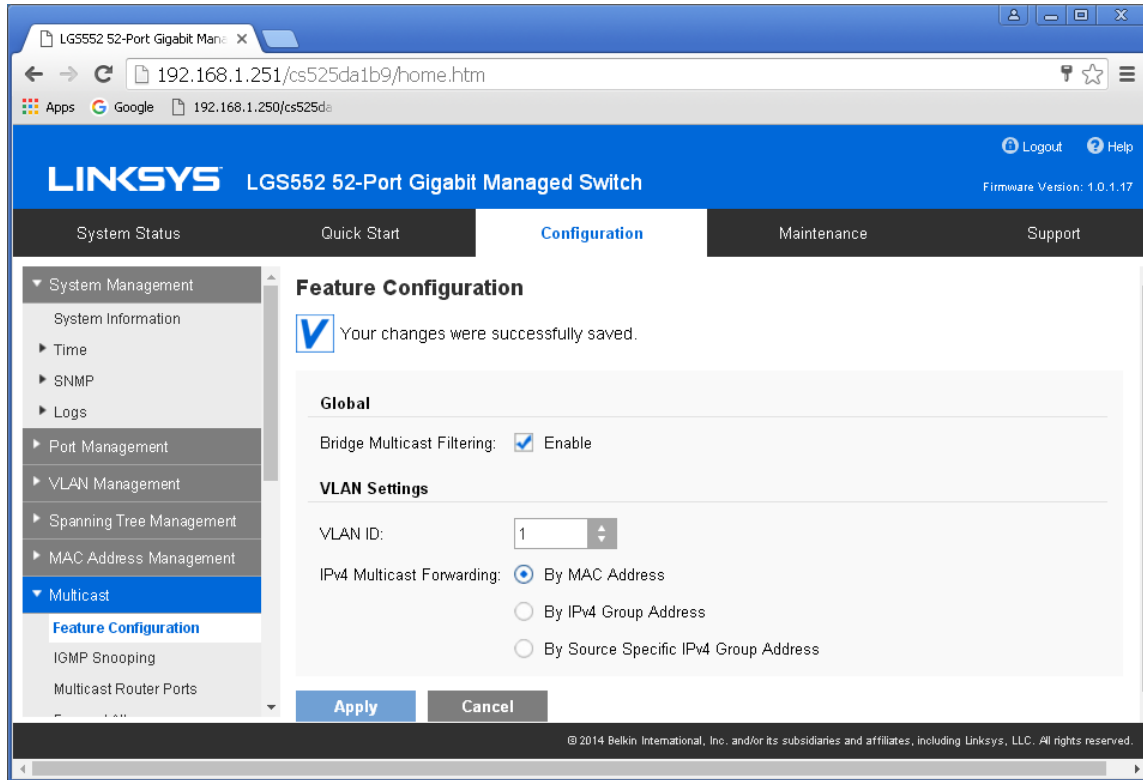 LGS552 52-Port Gigabit Mana
192.168.1.251/cs525da1b9/home.htm
Apps Google 192.168.1.250/cs525da
Logout Help
LINKSYS LGS552 52-Port Gigabit Managed Switch
Firmware Version: 1.0.1.17
System Status Quick Start Configuration Maintenance Support
System Management
System Information
Time
SNMP
Logs
Port Management
VLAN Management
Spanning Tree Management
MAC Address Management
Multicast
Feature Configuration
IGMP Snooping
Multicast Router Ports
Feature Configuration
Your changes were successfully saved.
Global
Bridge Multicast Filtering: Enable
VLAN Settings
VLAN ID: 1
IPv4 Multicast Forwarding: By MAC Address
By IPv4 Group Address
By Source Specific IPv4 Group Address
Apply Cancel
© 2014 Belkin International, Inc. and/or its subsidiaries and affiliates, including Linksys, LLC. All rights reserved.